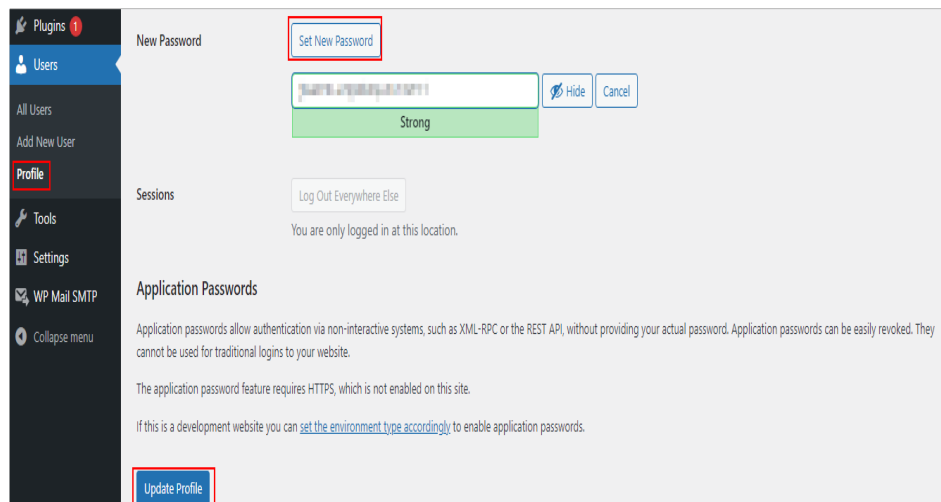 Plugins 1
Users
All Users
Add New User
Profile
Tools
Settings
WP Mail SMTP
Collapse menu
New Password
Set New Password
Hide
Cancel
Strong
Sessions
Log Out Everywhere Else
You are only logged in at this location.
Application Passwords
Application passwords allow authentication via non-interactive systems, such as XML-RPC or the REST API, without providing your actual password. Application passwords can be easily revoked. They
cannot be used for traditional logins to your website.
The application password feature requires HTTPS, which is not enabled on this site.
If this is a development website you can set the environment type accordingly to enable application passwords.
Update Profile